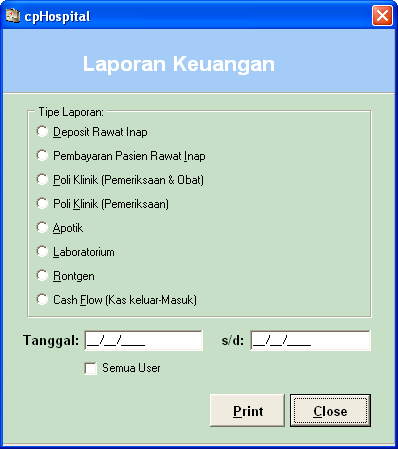 cpHospital
Laporan Keuangan
Tipe Laporan:
Deposit Rawat Inap
Pembayaran Pasien Rawat Inap
Poli Klinik (Pemeriksaan & Obat)
Poli Klinik (Pemeriksaan)
Apotik
Laboratorium
Rontgen
Cash Flow (Kas keluar-Masuk)
Tanggal: __/__/____ s/d: __/__/____
Semua User
Print Close